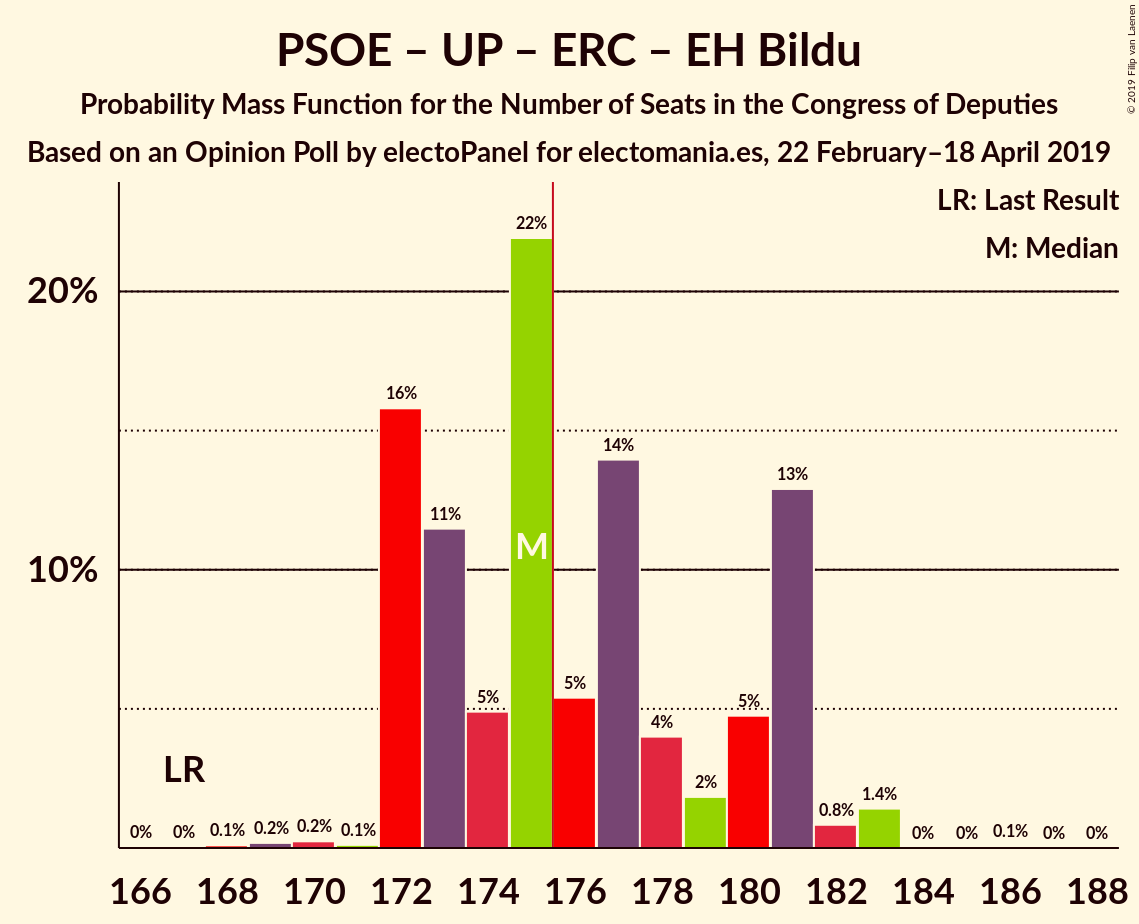 PSOE – UP – ERC – EH Bildu
Probability Mass Function for the Number of Seats in the Congress of Deputies
Based on an Opinion Poll by electoPanel for electomania.es, 22 February–18 April 2019
© 2019 Filip van Laenen
LR: Last Result
M: Median
20%
10%
0%
0%
0.1%
0.2%
0.2%
0.1%
16%
11%
5%
22%
5%
14%
4%
2%
5%
13%
0.8%
1.4%
0%
0%
0.1%
0%
0%
LR
M
166 168 170 172 174 176 178 180 182 184 186 188